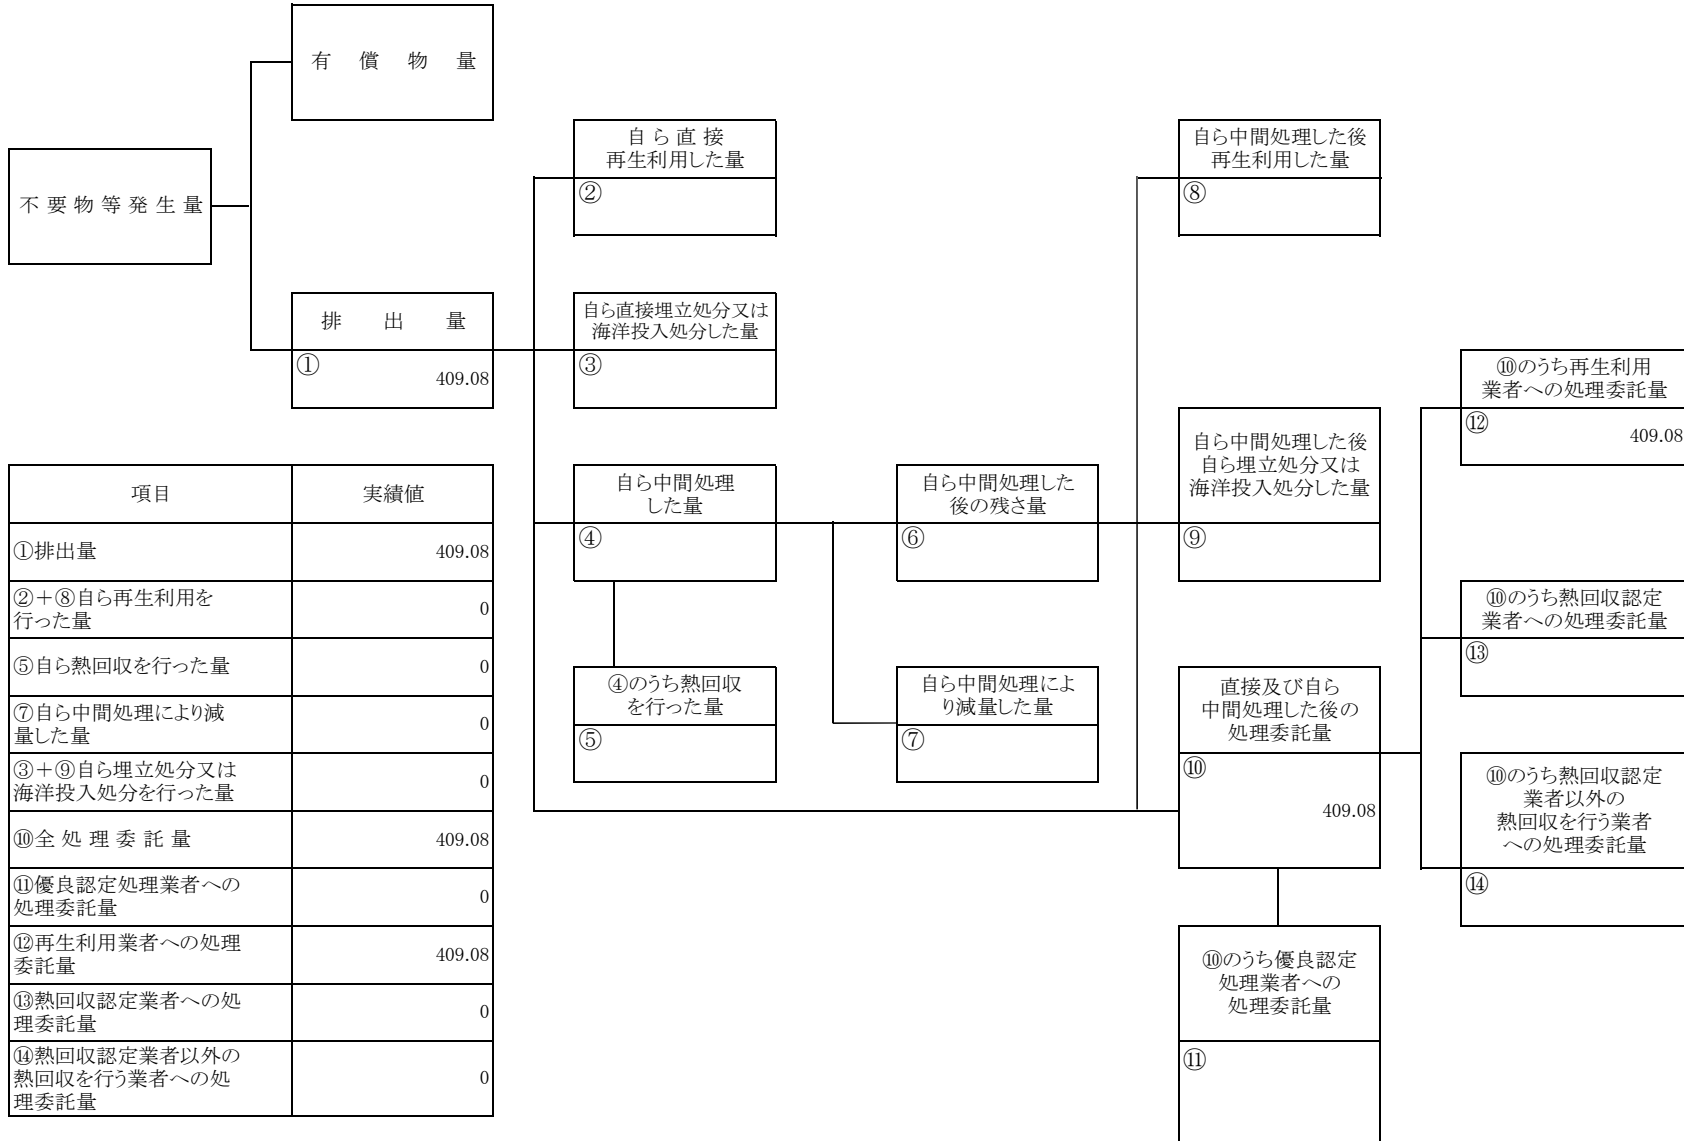 有償物量
不要物等発生量
排出量
①
409.08
自ら直接
再生利用した量
②
自ら直接埋立処分又は
海洋投入処分した量
③
自ら中間処理
した量
④
④のうち熱回収
を行った量
⑤
自ら中間処理した
後の残さ量
⑥
自ら中間処理によ
り減量した量
⑦
自ら中間処理した後
再生利用した量
⑧
自ら中間処理した後
自ら埋立処分又は
海洋投入処分した量
⑨
直接及び自ら
中間処理した後の
処理委託量
⑩
409.08
⑩のうち優良認定
処理業者への
処理委託量
⑪
⑩のうち再生利用
業者への処理委託量
⑫
409.08
⑩のうち熱回収認定
業者への処理委託量
⑬
⑩のうち熱回収認定
業者以外の
熱回収を行う業者
への処理委託量
⑭
項目 実績値
①排出量 409.08
②+⑧自ら再生利用を
行った量 0
⑤自ら熱回収を行った量 0
⑦自ら中間処理により減
量した量 0
③+⑨自ら埋立処分又は
海洋投入処分を行った量 0
⑩全処理委託量 409.08
⑪優良認定処理業者への
処理委託量 0
⑫再生利用業者への処理
委託量 409.08
⑬熱回収認定業者への処
理委託量 0
⑭熱回収認定業者以外の
熱回収を行う業者への処
理委託量 0